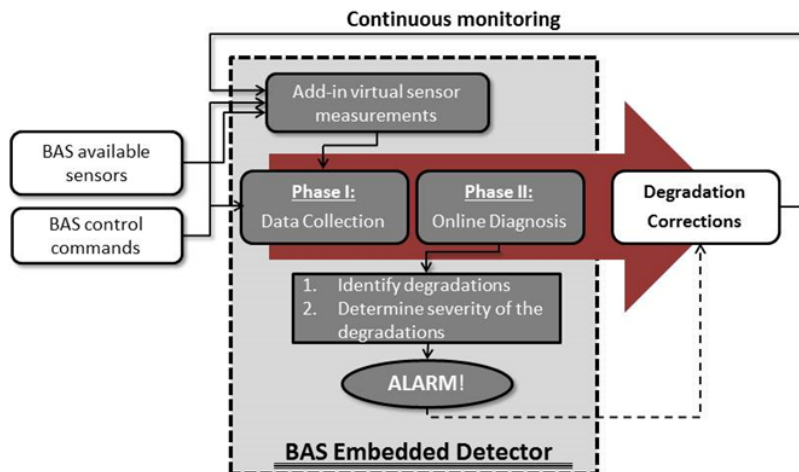 Continuous monitoring
Add-in virtual sensor
measurements
BAS available
sensors
BAS control
commands
Phase I:
Data Collection
Phase II:
Online Diagnosis
Degradation
Corrections
1. Identify degradations
2. Determine severity of the
degradations
ALARM!
BAS Embedded Detector